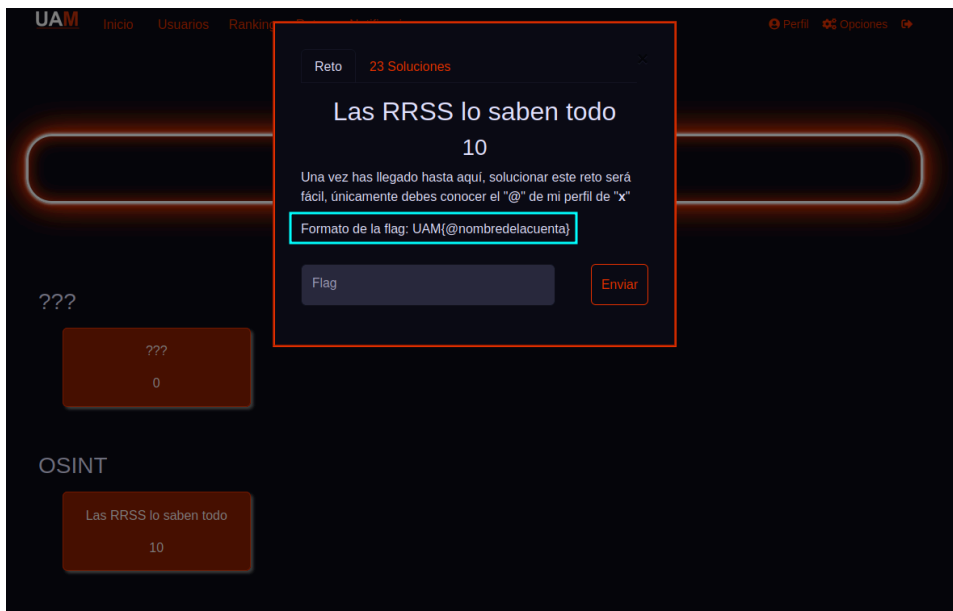 UAM Inicio Usuarios Ranking Perfil Opciones
Reto 23 Soluciones ×
Las RRSS lo saben todo
10
Una vez has llegado hasta aquí, solucionar este reto será
fácil, únicamente debes conocer el "@" de mi perfil de "x"
Formato de la flag: UAM{@nombredelacuenta}
Flag Enviar
???
???
0
OSINT
Las RRSS lo saben todo
10